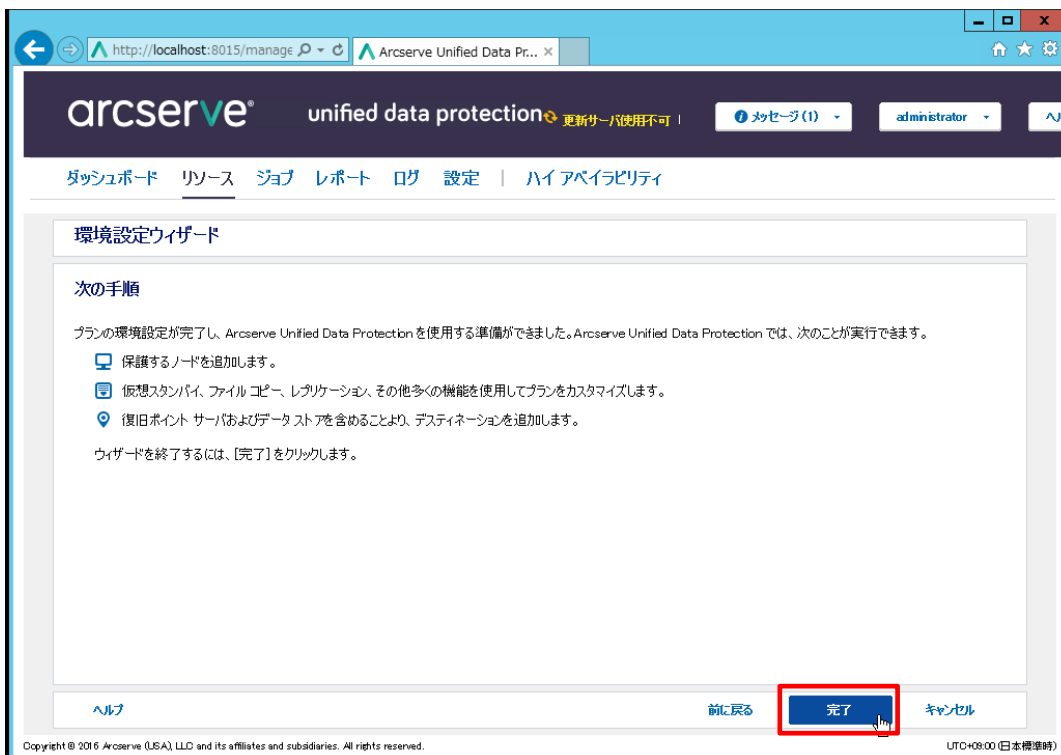 http://localhost:8015/manage
Arcserve Unified Data Pr...
arcserve®
unified data protection
更新サーバ使用不可
メッセージ(1)
administrator
ダッシュボード リソース ジョブ レポート ログ 設定 | ハイ アベイラビリティ
環境設定ウィザード
次の手順
プランの環境設定が完了し、Arcserve Unified Data Protection を使用する準備ができました。Arcserve Unified Data Protection では、次のことが実行できます。
保護するノードを追加します。
仮想スタンバイ、ファイル コピー、レプリケーション、その他多くの機能を使用してプランをカスタマイズします。
復旧ポイント サーバおよびデータ ストアを含めることより、デスティネーションを追加します。
ウィザードを終了するには、[完了]をクリックします。
ヘルプ 前に戻る 完了 キャンセル
Copyright © 2016 Arcserve (USA), LLC and its affiliates and subsidiaries. All rights reserved. UTC+09:00 (日本標準時)